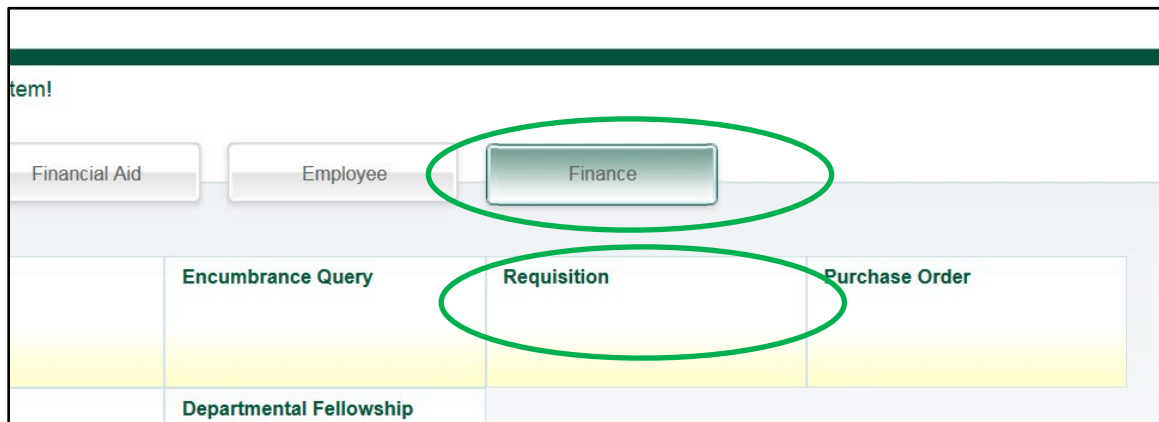 tem!
Financial Aid Employee Finance
Encumbrance Query Requisition Purchase Order
Departmental Fellowship